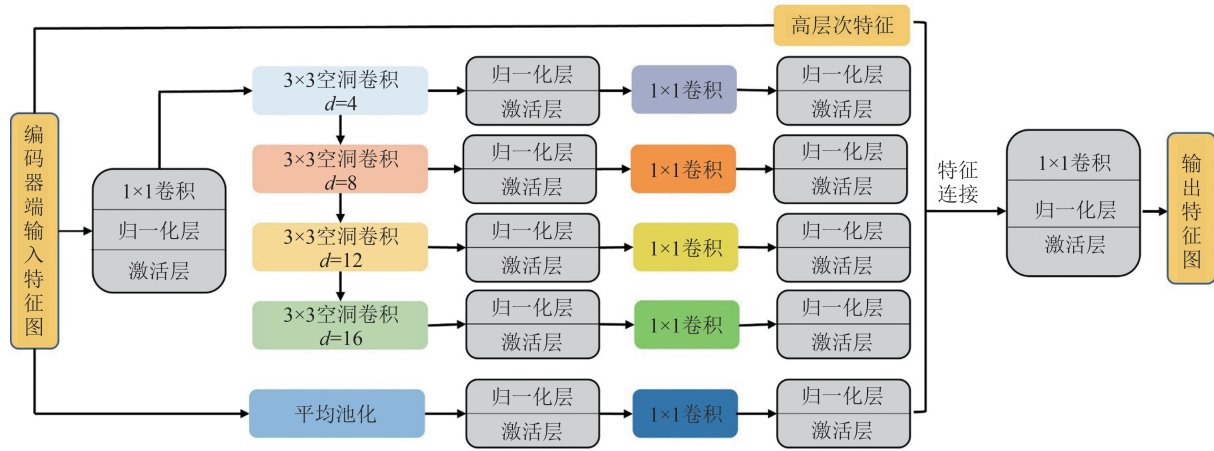 高层次特征
编码器端输入特征图
1×1卷积
归一化层
激活层
3×3空洞卷积
d=4
归一化层
激活层
1×1卷积
归一化层
激活层
3×3空洞卷积
d=8
归一化层
激活层
1×1卷积
归一化层
激活层
3×3空洞卷积
d=12
归一化层
激活层
1×1卷积
归一化层
激活层
3×3空洞卷积
d=16
归一化层
激活层
1×1卷积
归一化层
激活层
平均池化
归一化层
激活层
1×1卷积
归一化层
激活层
特征
连接
1×1卷积
归一化层
激活层
输出特征图